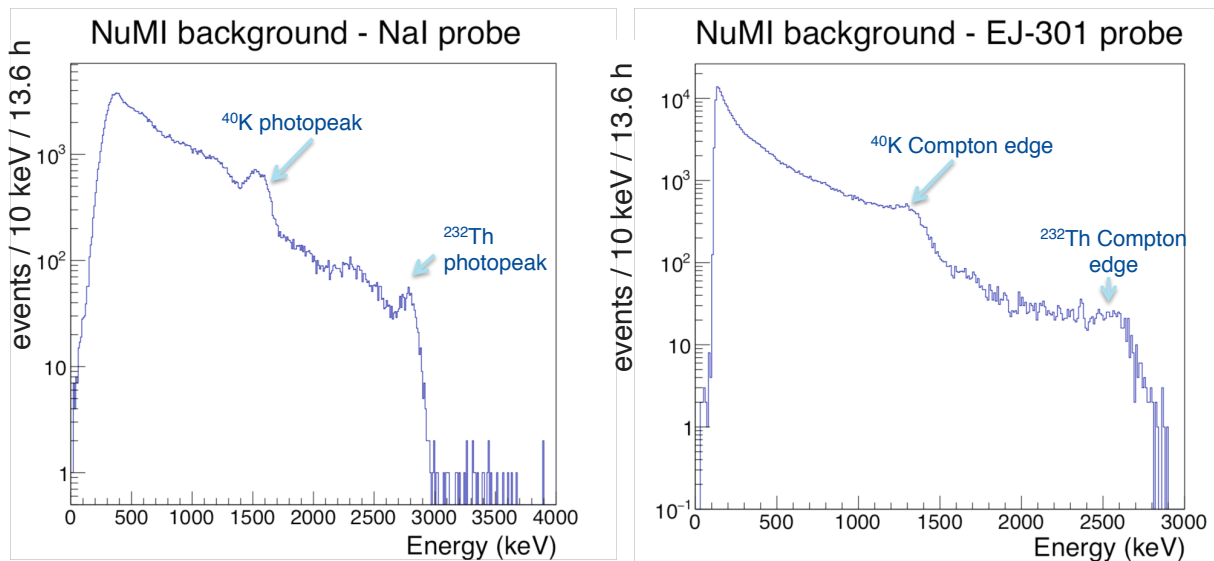 NuMI background - NaI probe
events / 10 keV / 13.6 h
10³
10²
10
1
⁴⁰K photopeak
²³²Th
photopeak
0 500 1000 1500 2000 2500 3000 3500 4000
Energy (keV)
NuMI background - EJ-301 probe
events / 10 keV / 13.6 h
10⁴
10³
10²
10
1
10⁻¹
⁴⁰K Compton edge
²³²Th Compton
edge
0 500 1000 1500 2000 2500 3000
Energy (keV)